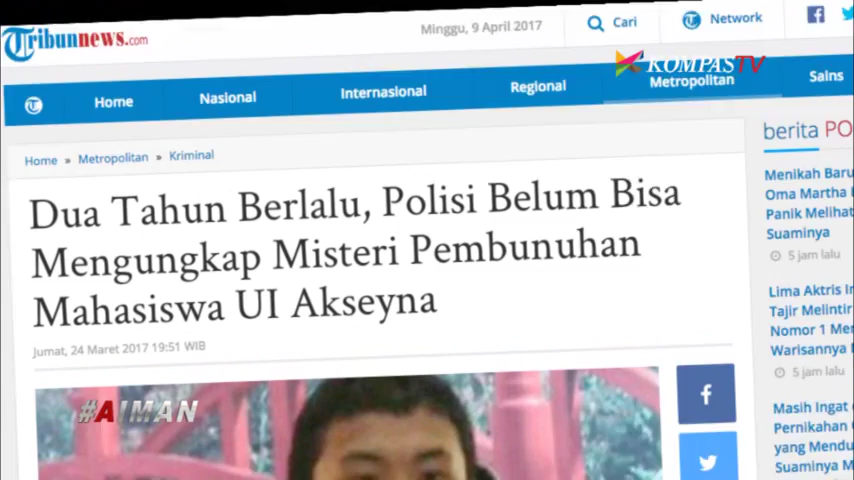 Tribunnews.com
Minggu, 9 April 2017
Cari
Network
KOMPASTV
Home
Nasional
Internasional
Regional
Metropolitan
Sains
Home » Metropolitan » Kriminal
Dua Tahun Berlalu, Polisi Belum Bisa
Mengungkap Misteri Pembunuhan
Mahasiswa UI Akseyna
Jumat, 24 Maret 2017 19:51 WIB
#AIMAN
berita PO
Menikah Baru
Oma Martha
Panik Melihat
Suaminya
5 jam lalu
Lima Aktris In
Tajir Melintir
Nomor 1 Mer
Warisannya
5 jam lalu
Masih Ingat
Pernikahan
yang Mendu
Suaminya M